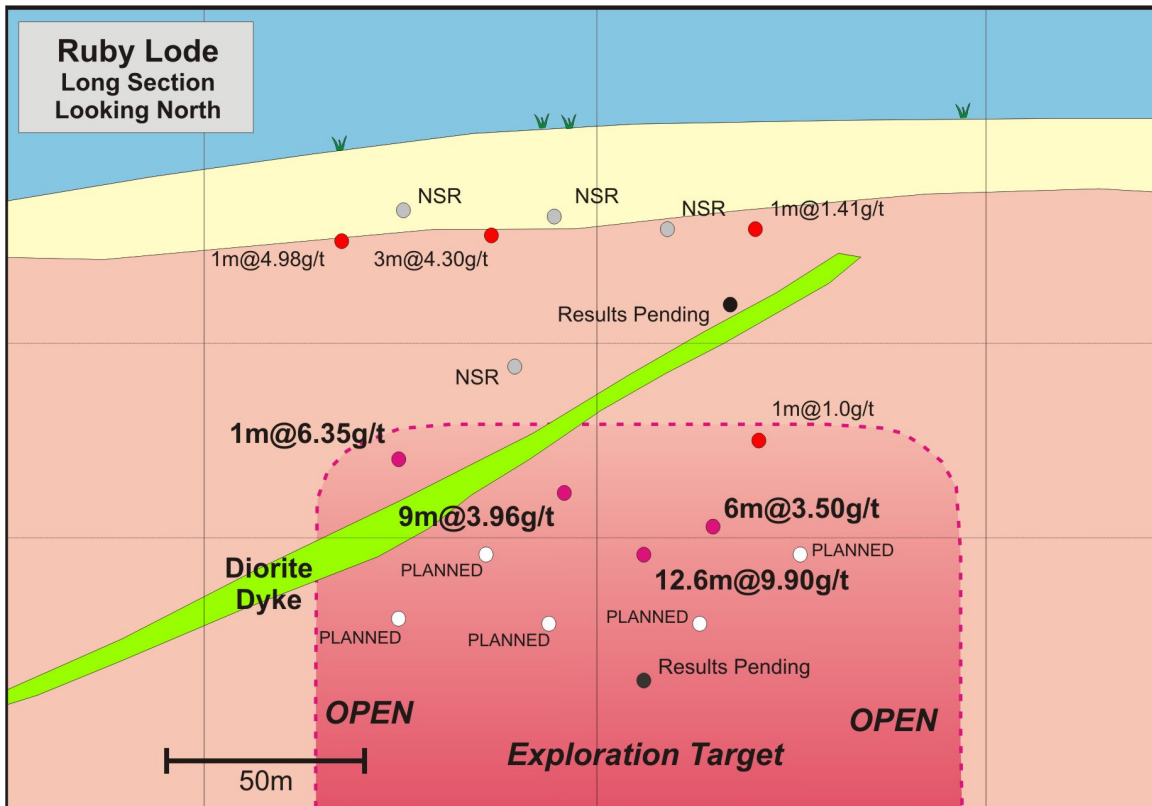 Ruby Lode
Long Section
Looking North
NSR
NSR
NSR
1m@1.41g/t
1m@4.98g/t
3m@4.30g/t
Results Pending
NSR
1m@1.0g/t
1m@6.35g/t
9m@3.96g/t
6m@3.50g/t
PLANNED
PLANNED
12.6m@9.90g/t
Diorite
Dyke
PLANNED
PLANNED
PLANNED
Results Pending
OPEN
OPEN
Exploration Target
50m